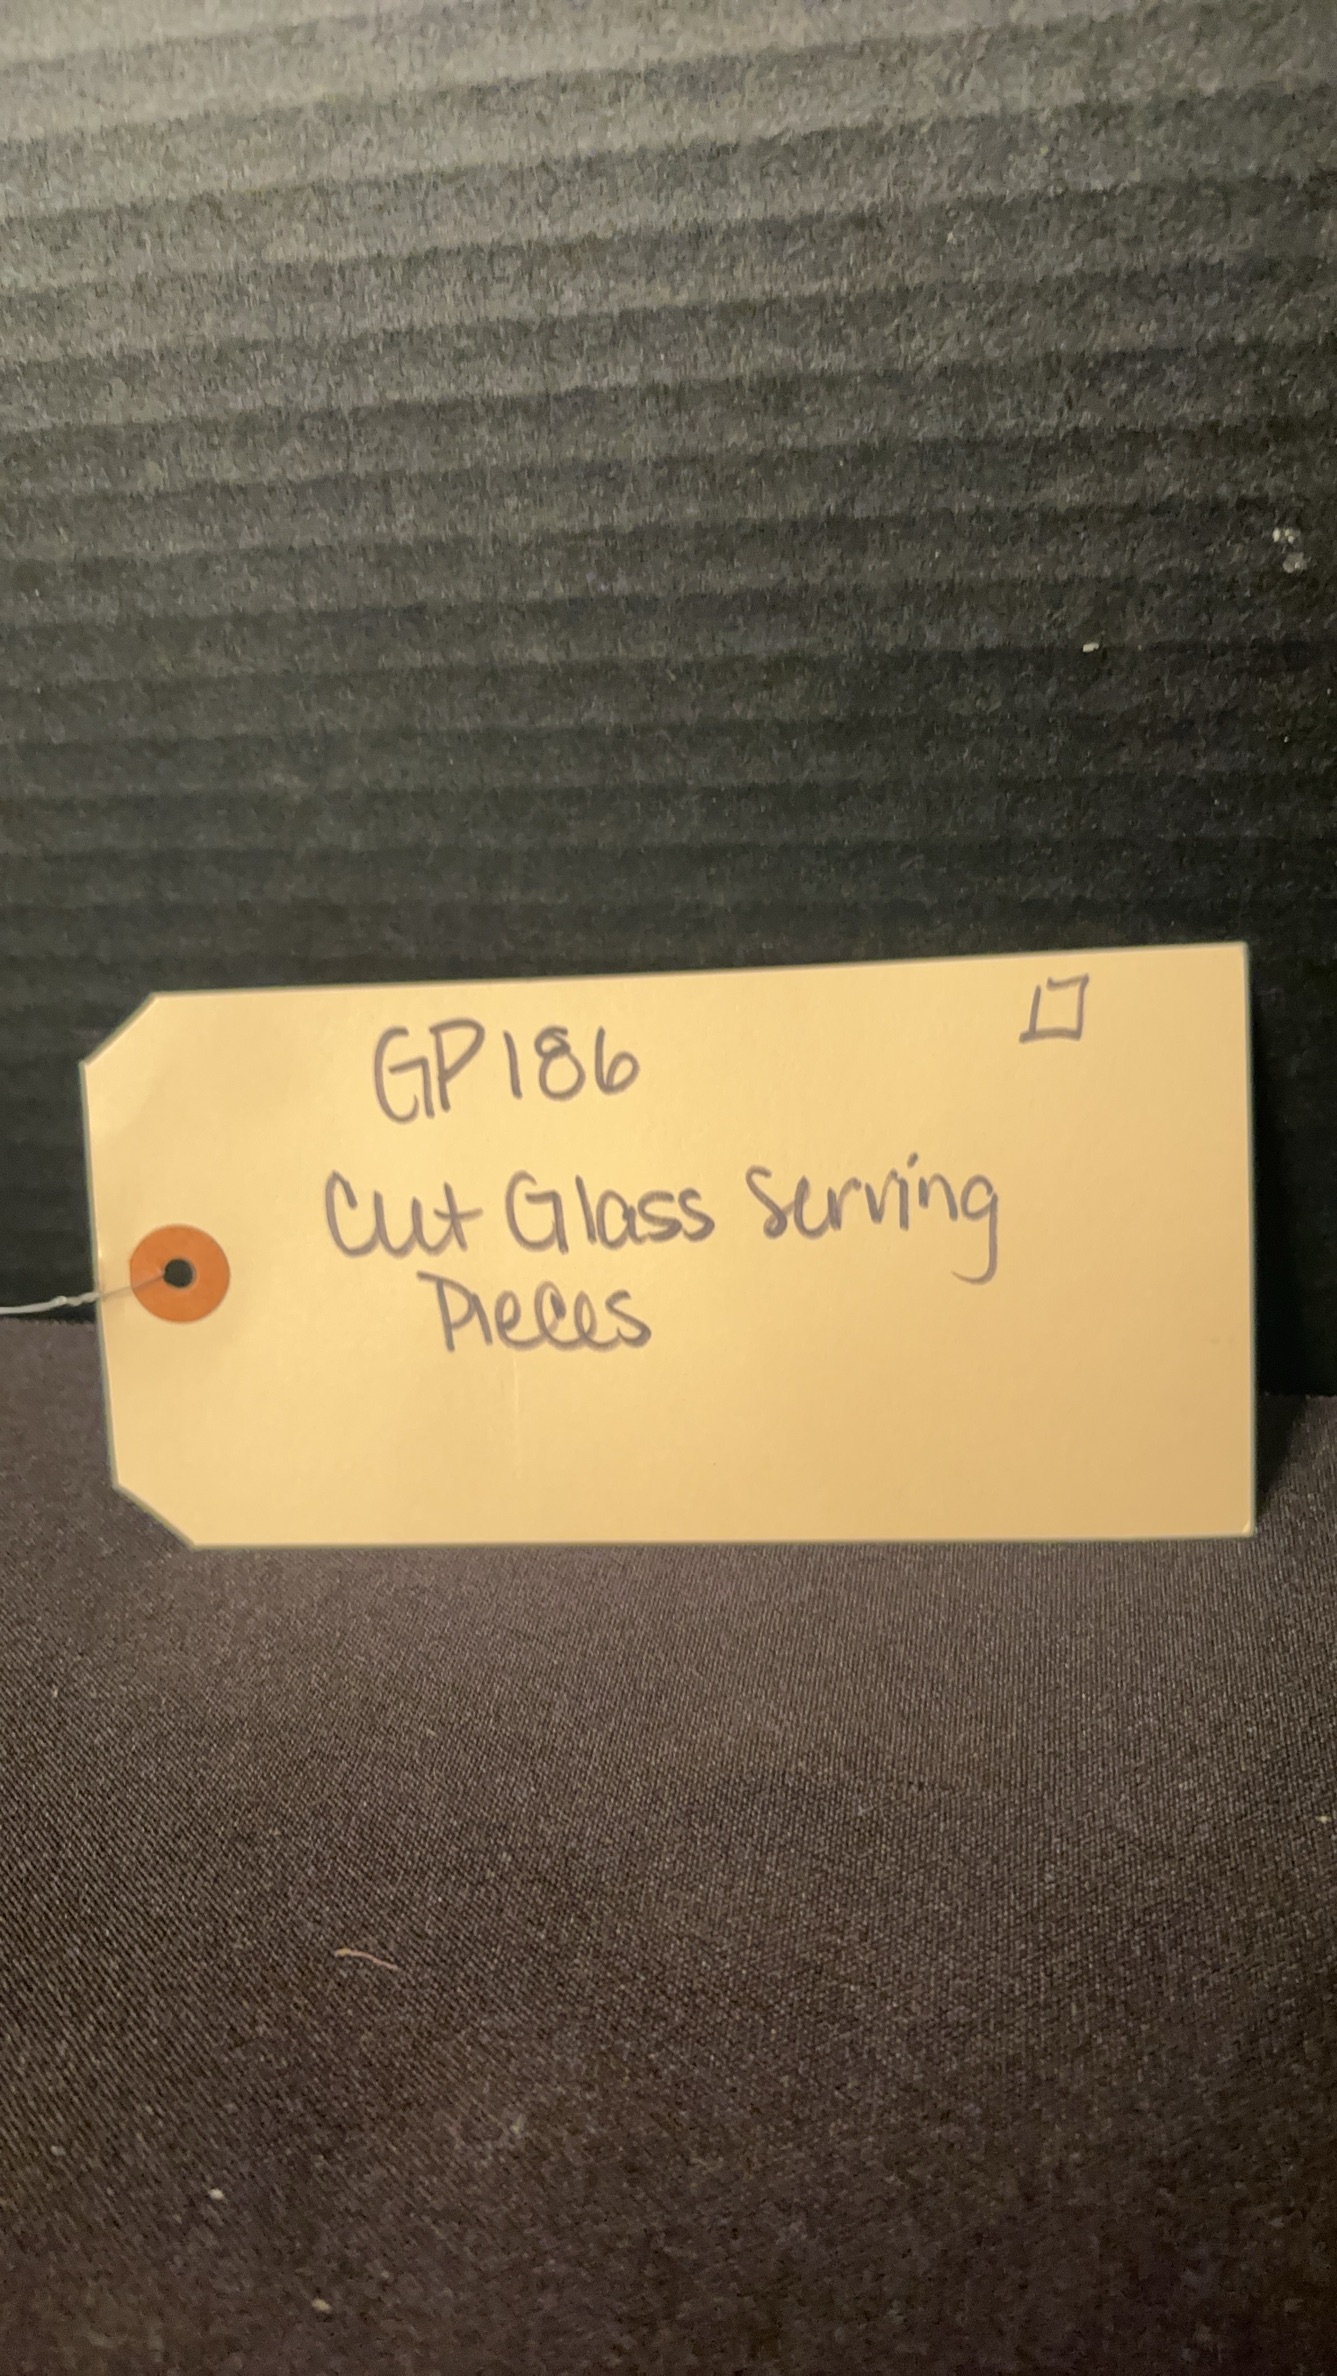 GP186
Cut Glass Serving
Pieces